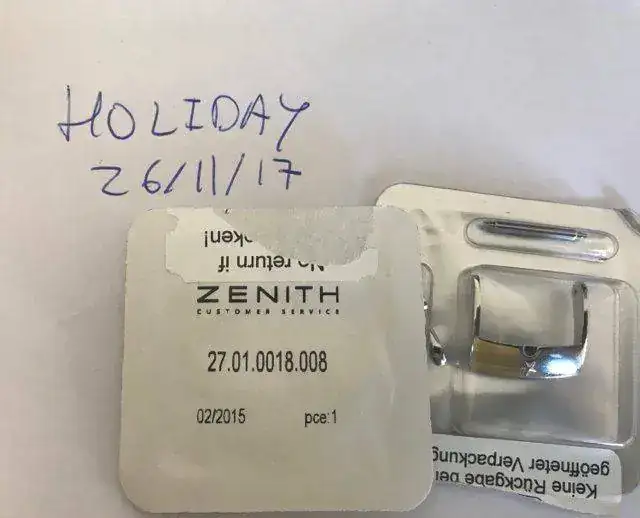 HOLIDAY
26/11/17
No return if
oken!
ZENITH
CUSTOMER SERVICE
27.01.0018.008
02/2015 pce:1
Keine Rückgabe bei
geöffneter Verpackung